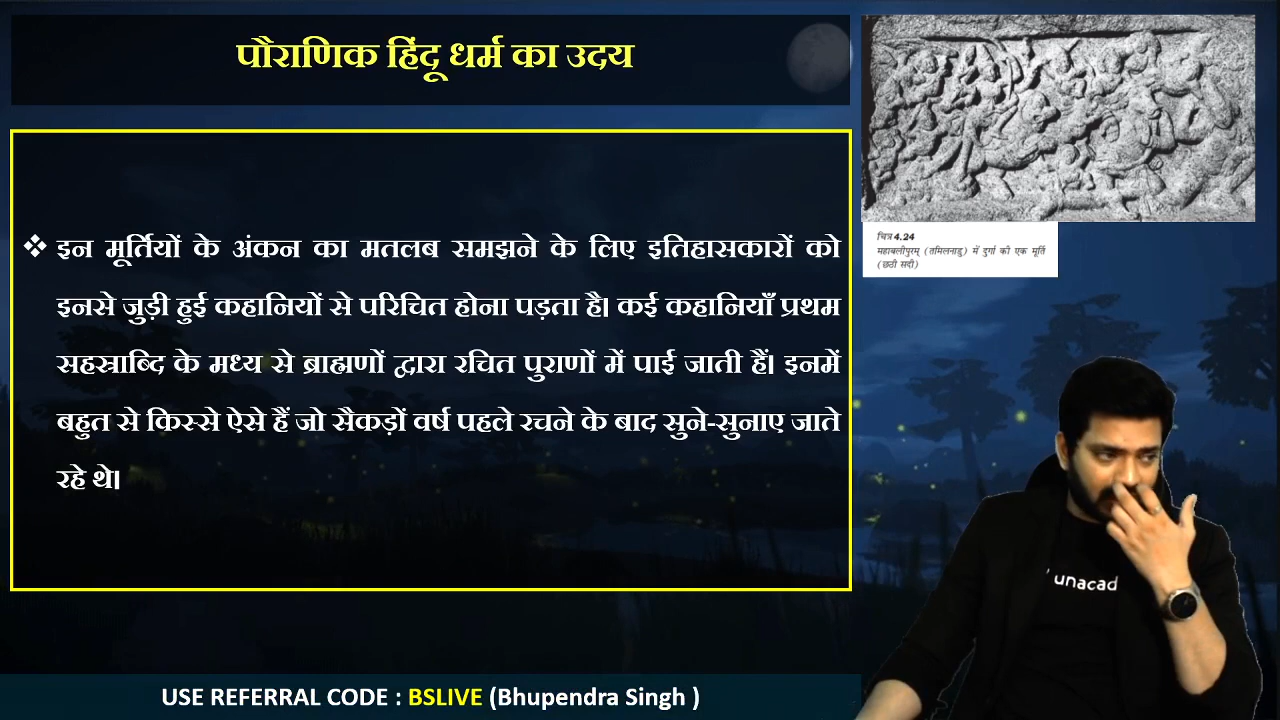 पौराणिक हिंदू धर्म का उदय
❖ इन मूर्तियों के अंकन का मतलब समझने के लिए इतिहासकारों को
इनसे जुड़ी हुई कहानियों से परिचित होना पड़ता है। कई कहानियाँ प्रथम
सहस्राब्दि के मध्य से ब्राह्मणों द्वारा रचित पुराणों में पाई जाती हैं। इनमें
बहुत से किस्से ऐसे हैं जो सैकड़ों वर्ष पहले रचने के बाद सुने-सुनाए जाते
रहे थे।
चित्र 4.24
महाबलीपुरम् (तमिलनाडु) में दुर्गा की एक मूर्ति
(छठी सदी)
unacad
USE REFERRAL CODE : BSLIVE (Bhupendra Singh )